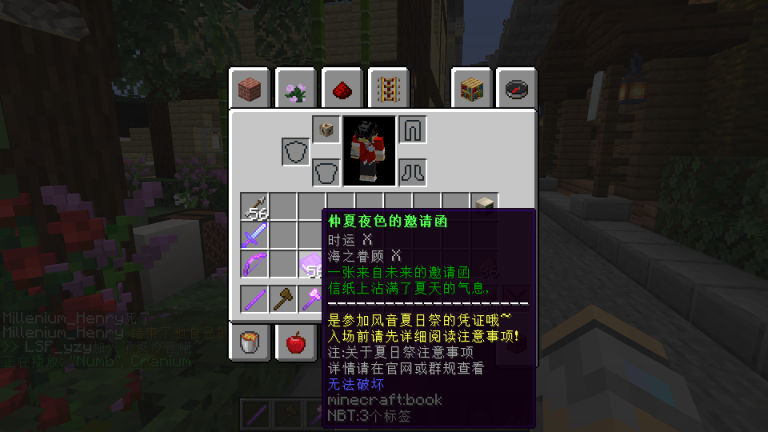 56
仲夏夜色的邀请函
时运 X
海之眷顾 X
一张来自未来的邀请函
信纸上沾满了夏天的气息,
是参加风音夏日祭的凭证哦~
入场前请先详细阅读注意事项!
注:关于夏日祭注意事项
详情请在官网或群规查看
无法破坏
minecraft:book
NBT:3个标签
56
Millenium_Henry
Millenium_Henry
LSF_yzy
"Numb", Cranium